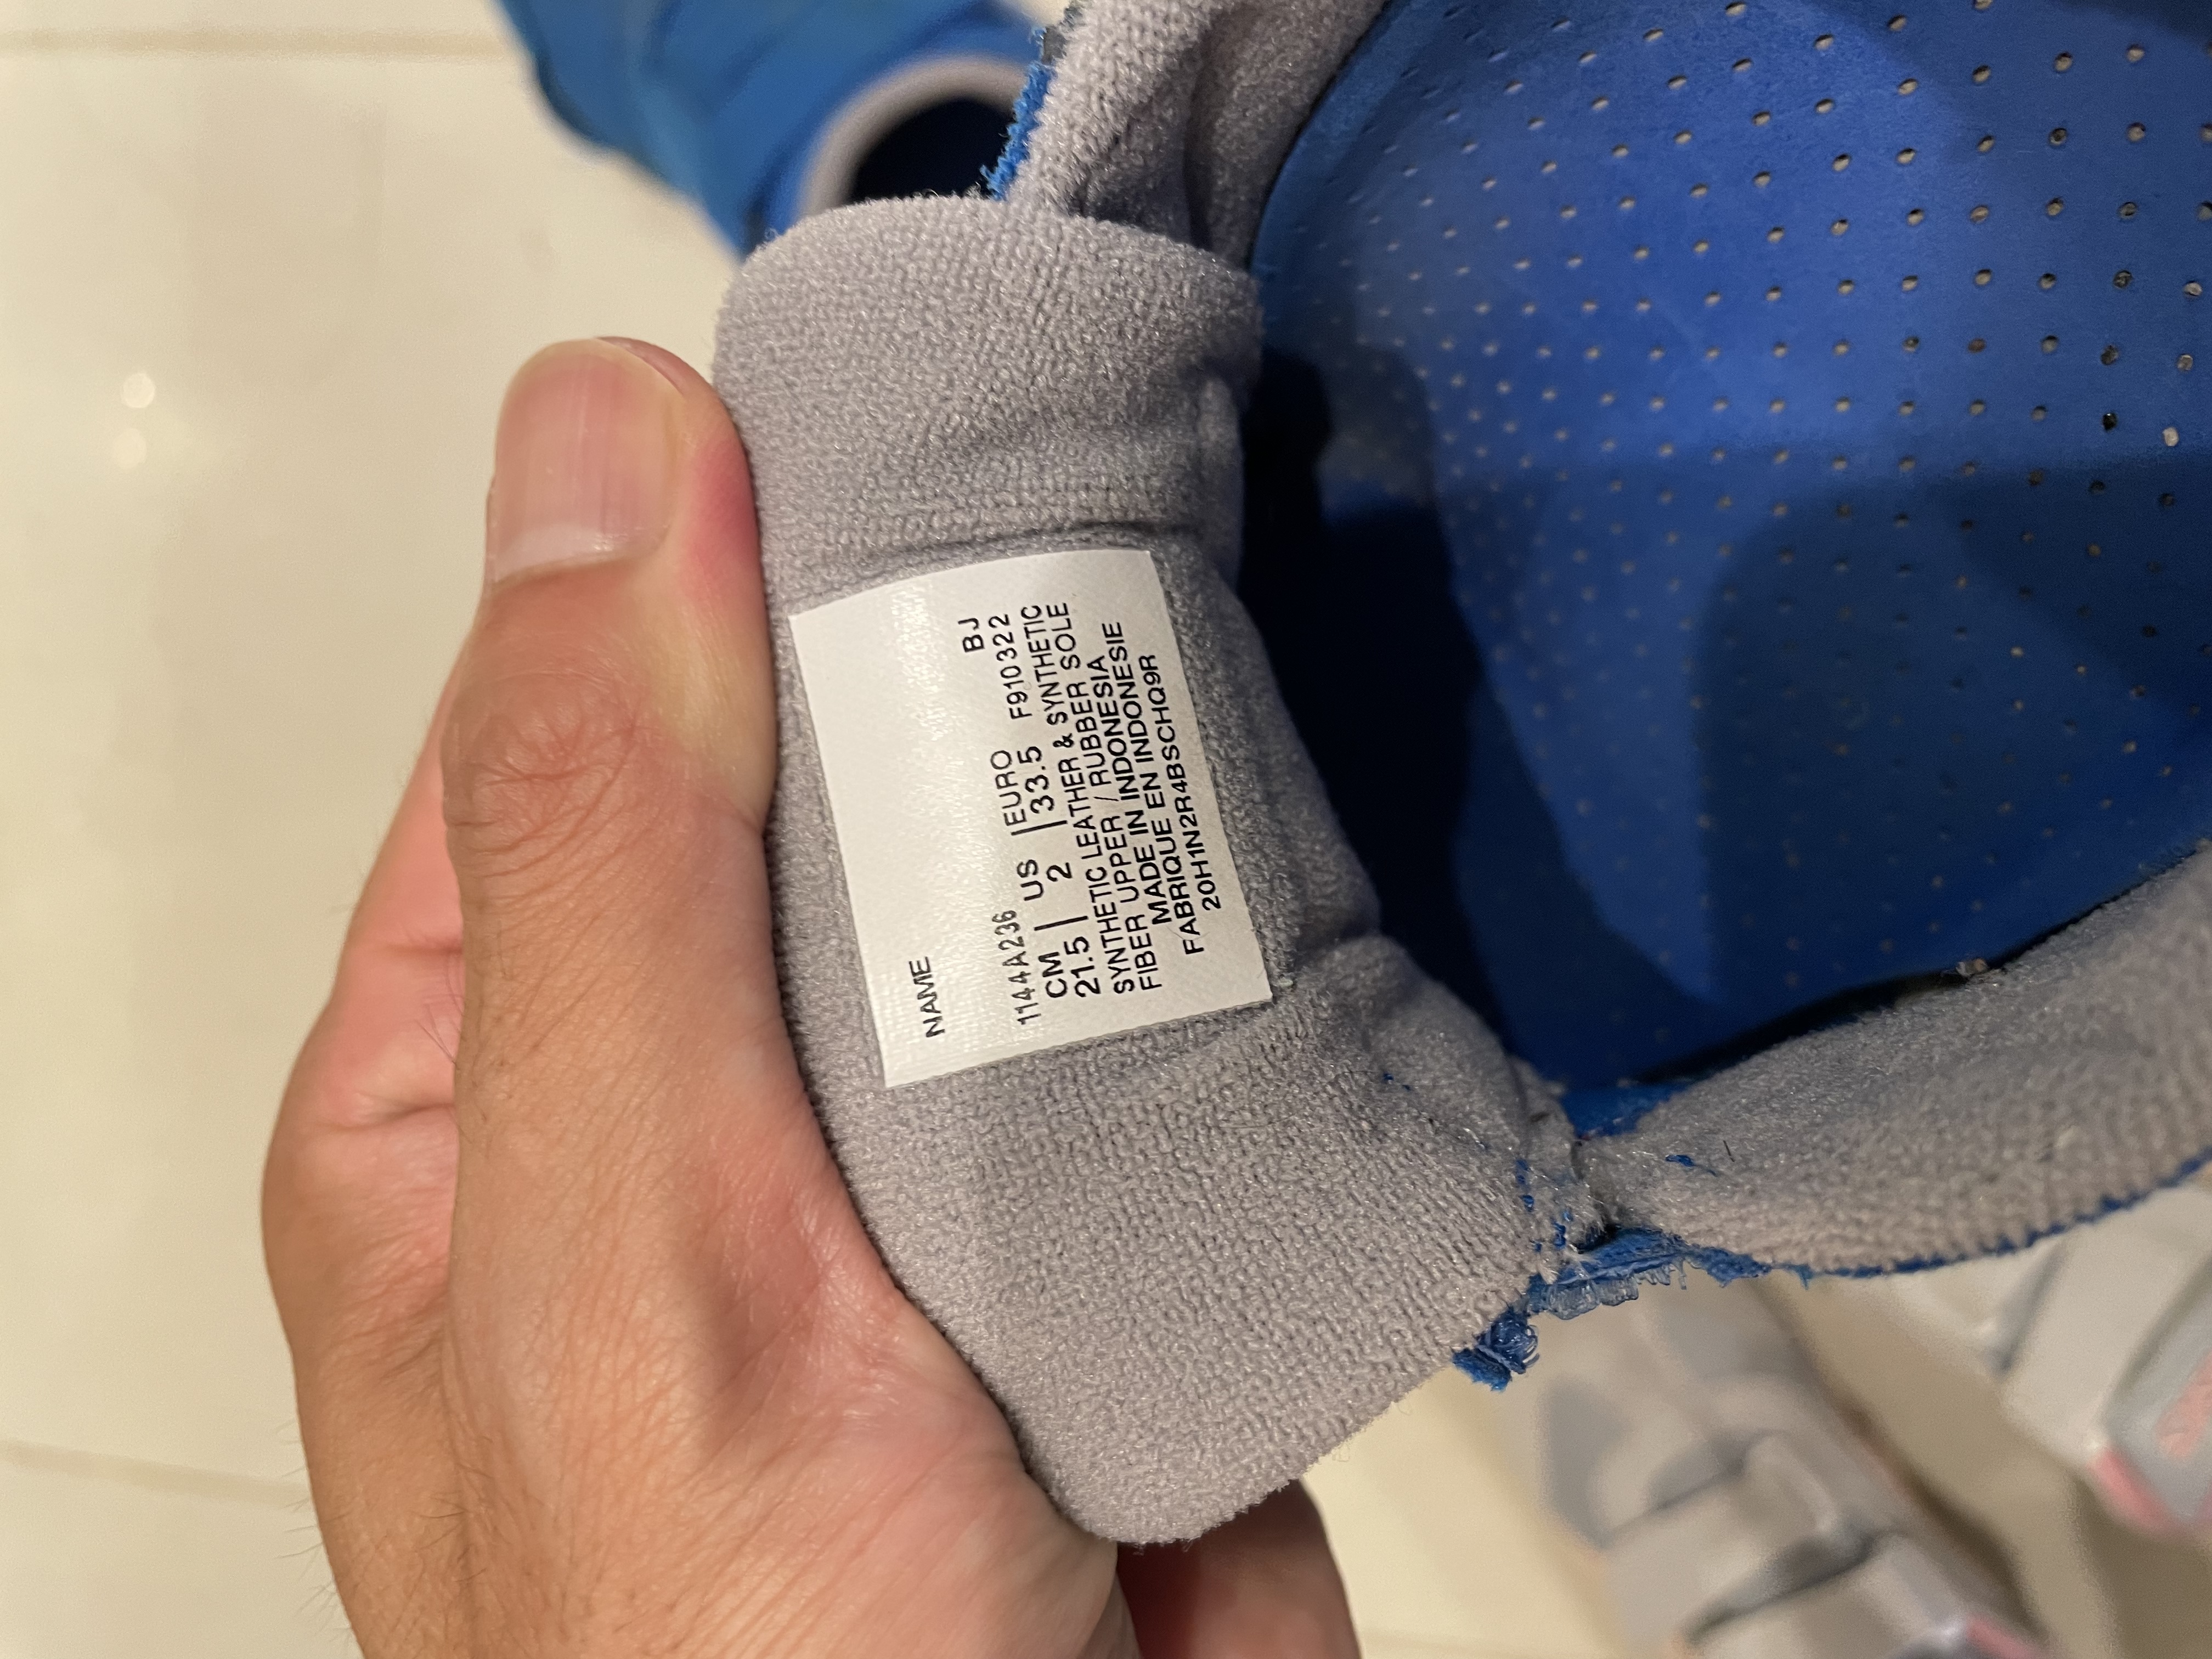 NAME
BJ
1144A236
CM | US | EURO F910322
21.5 | 2 | 33.5
SYNTHETIC LEATHER & SYNTHETIC
FIBER UPPER / RUBBER SOLE
MADE IN INDONESIA
FABRIQUE EN INDONESIE
20H1N2R4BSCHQ9R